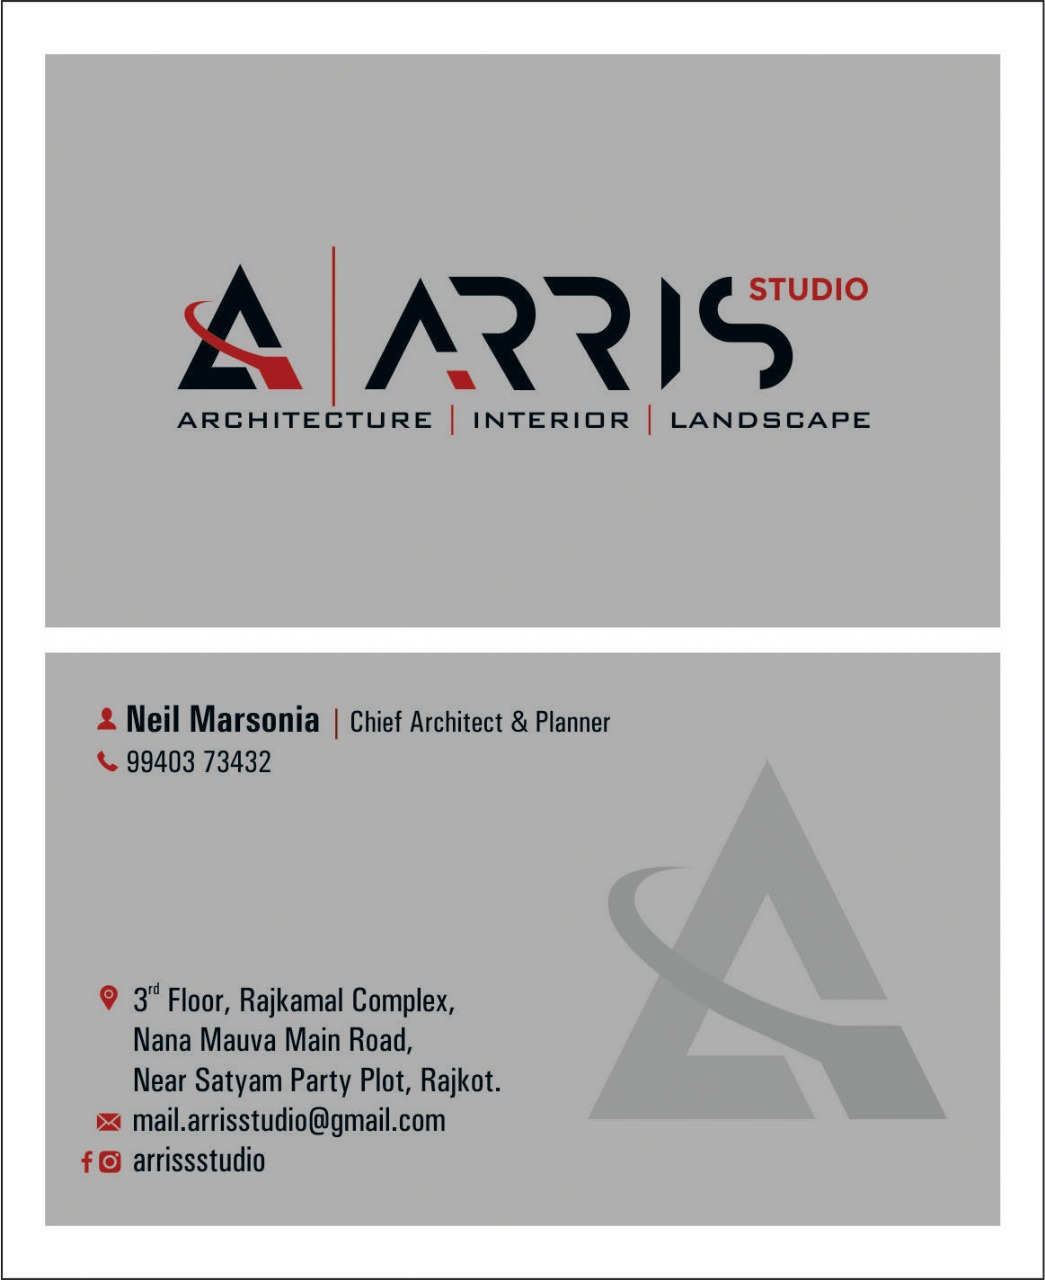 ARRIS STUDIO
ARCHITECTURE | INTERIOR | LANDSCAPE
Neil Marsonia | Chief Architect & Planner
99403 73432
3rd Floor, Rajkamal Complex,
Nana Mauva Main Road,
Near Satyam Party Plot, Rajkot.
mail.arrisstudio@gmail.com
arrissstudio